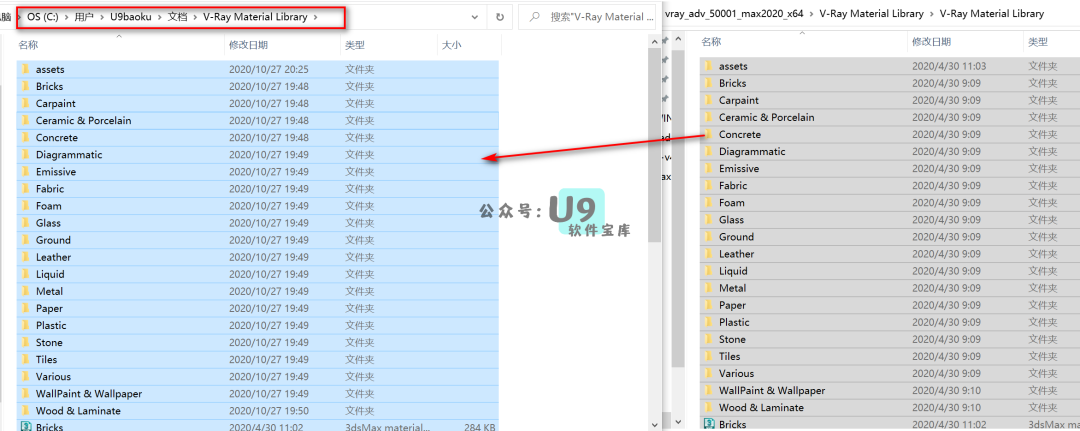 脑 > OS (C:) > 用户 > U9baoku > 文档 > V-Ray Material Library >
搜索"V-Ray Material ...
名称 修改日期 类型 大小
assets 2020/10/27 20:25 文件夹
Bricks 2020/10/27 19:48 文件夹
Carpaint 2020/10/27 19:48 文件夹
Ceramic & Porcelain 2020/10/27 19:48 文件夹
Concrete 2020/10/27 19:48 文件夹
Diagrammatic 2020/10/27 19:49 文件夹
Emissive 2020/10/27 19:49 文件夹
Fabric 2020/10/27 19:49 文件夹
Foam 2020/10/27 19:49 文件夹
Glass 2020/10/27 19:49 文件夹
Ground 2020/10/27 19:49 文件夹
Leather 2020/10/27 19:49 文件夹
Liquid 2020/10/27 19:49 文件夹
Metal 2020/10/27 19:49 文件夹
Paper 2020/10/27 19:49 文件夹
Plastic 2020/10/27 19:49 文件夹
Stone 2020/10/27 19:49 文件夹
Tiles 2020/10/27 19:49 文件夹
Various 2020/10/27 19:49 文件夹
WallPaint & Wallpaper 2020/10/27 19:49 文件夹
Wood & Laminate 2020/10/27 19:50 文件夹
Bricks 2020/4/30 11:02 3dsMax material... 284 KB
公众号: U9
软件宝库
vray_adv_50001_max2020_x64 > V-Ray Material Library > V-Ray Material Library
名称 修改日期 类型
assets 2020/4/30 11:03 文件夹
Bricks 2020/4/30 9:09 文件夹
Carpaint 2020/4/30 9:09 文件夹
Ceramic & Porcelain 2020/4/30 9:09 文件夹
Concrete 2020/4/30 9:09 文件夹
Diagrammatic 2020/4/30 9:09 文件夹
Emissive 2020/4/30 9:09 文件夹
Fabric 2020/4/30 9:09 文件夹
Foam 2020/4/30 9:09 文件夹
Glass 2020/4/30 9:09 文件夹
Ground 2020/4/30 9:09 文件夹
Leather 2020/4/30 9:09 文件夹
Liquid 2020/4/30 9:09 文件夹
Metal 2020/4/30 9:09 文件夹
Paper 2020/4/30 9:09 文件夹
Plastic 2020/4/30 9:09 文件夹
Stone 2020/4/30 9:09 文件夹
Tiles 2020/4/30 9:09 文件夹
Various 2020/4/30 9:09 文件夹
WallPaint & Wallpaper 2020/4/30 9:10 文件夹
Wood & Laminate 2020/4/30 9:10 文件夹
Bricks 2020/4/30 11:02 3dsMax m